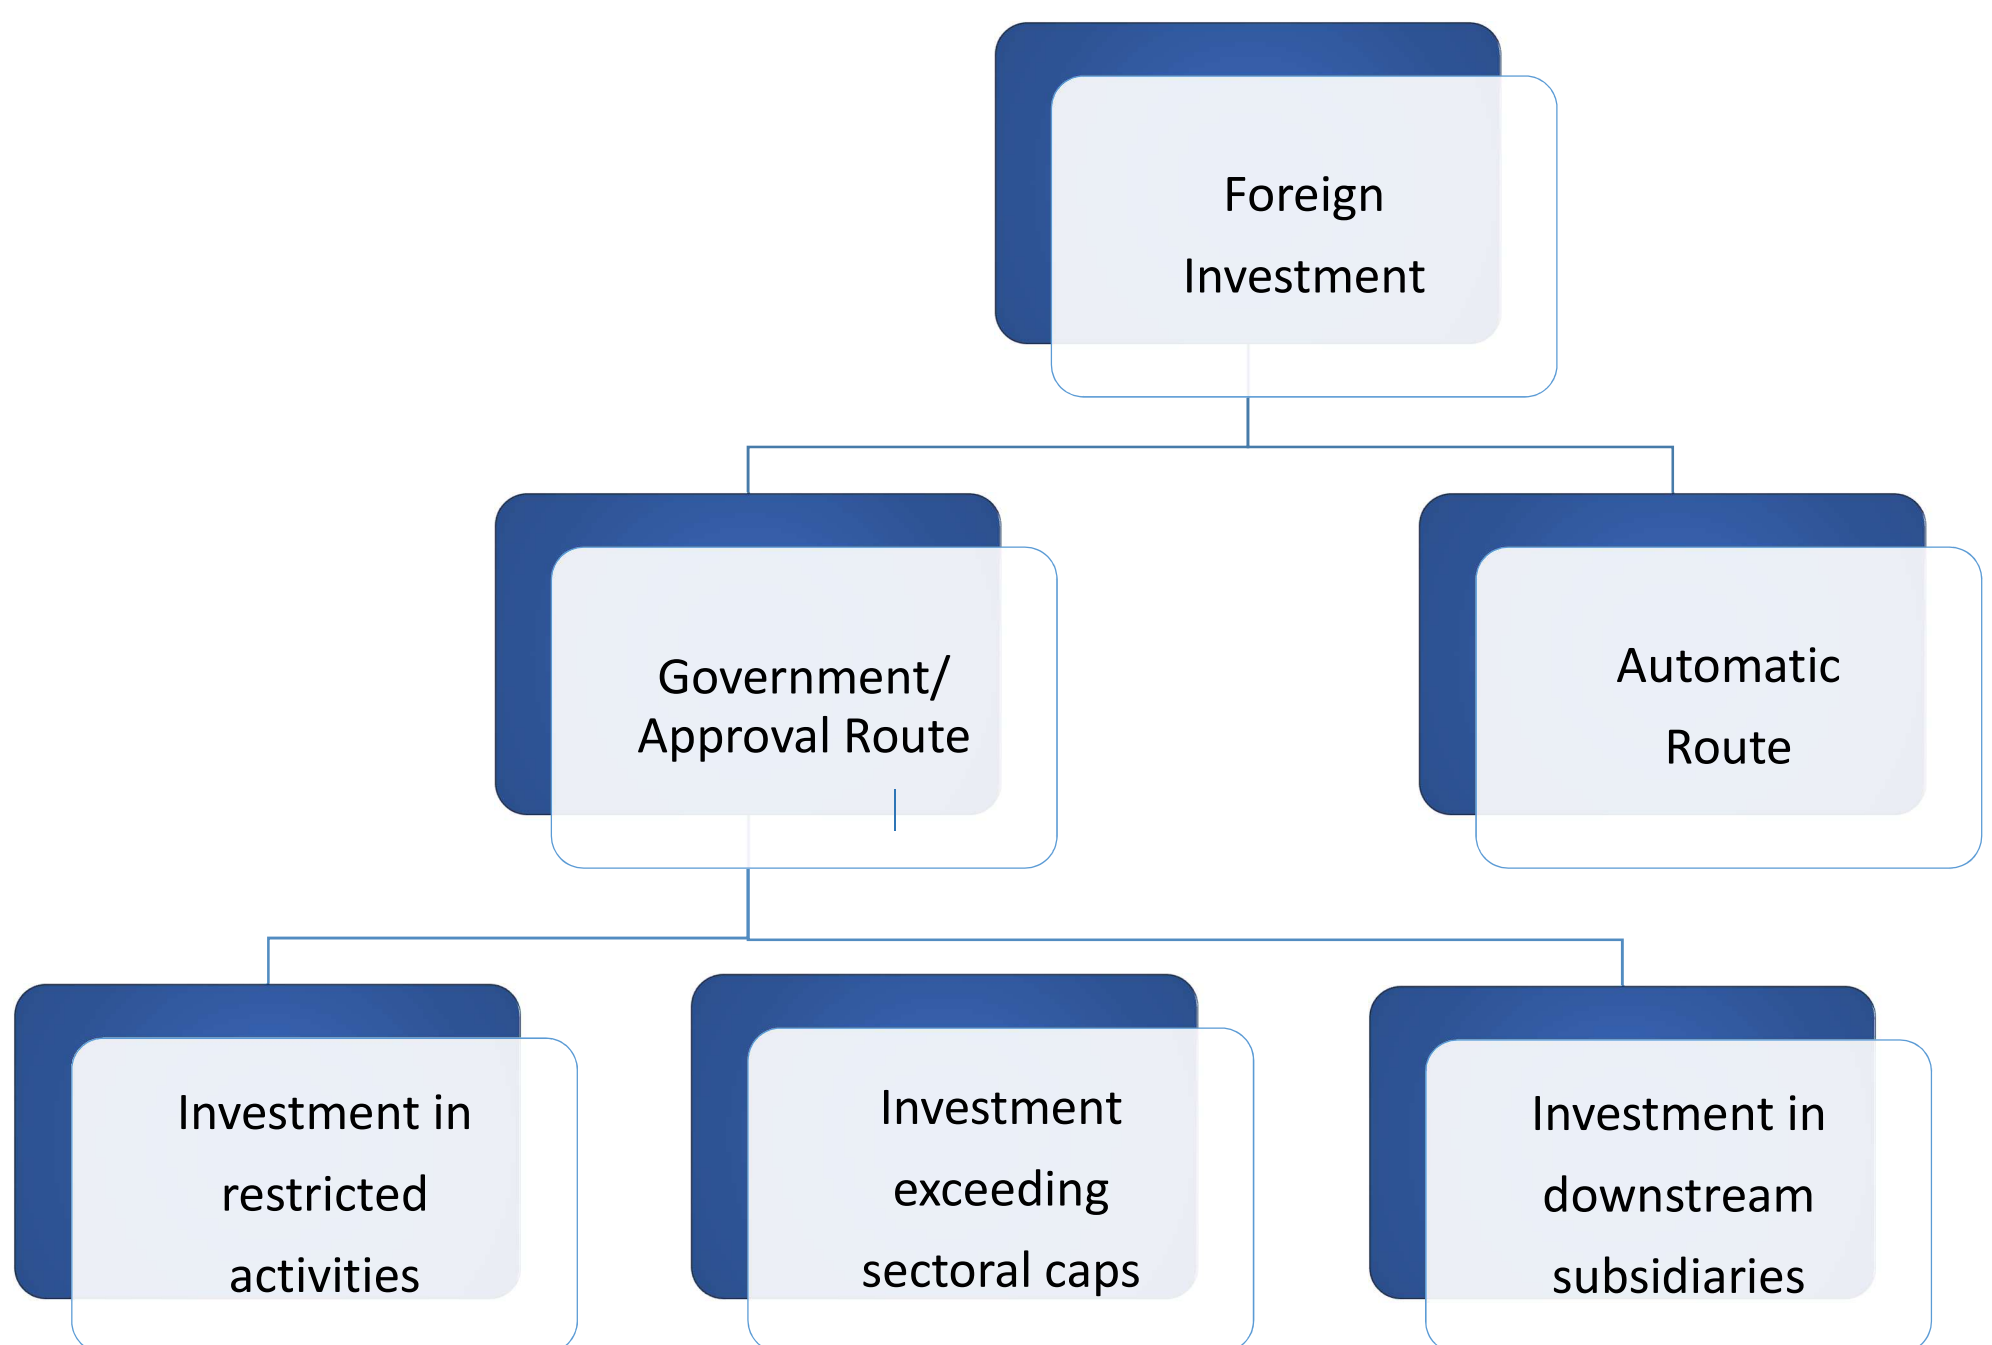 Foreign
Investment
Government/
Approval Route
Automatic
Route
Investment in
restricted
activities
Investment
exceeding
sectoral caps
Investment in
downstream
subsidiaries